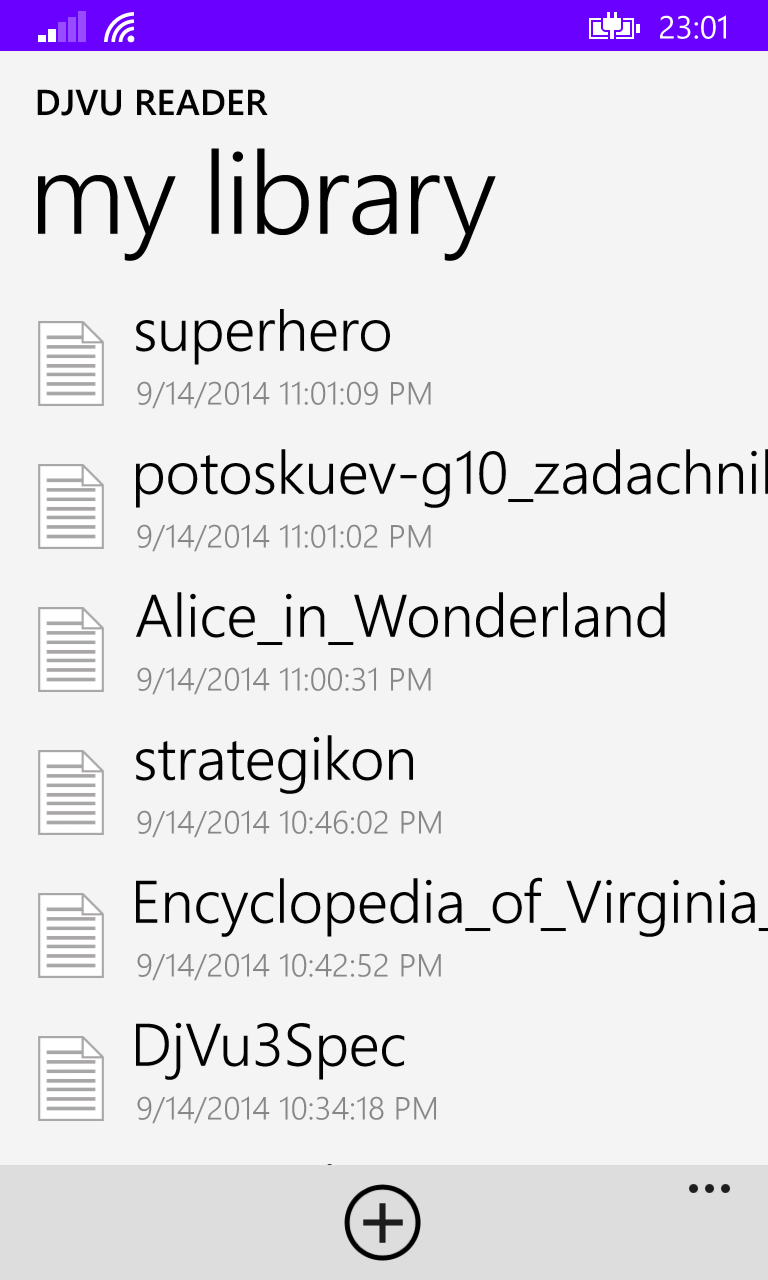 23:01
DJVU READER
my library
superhero
9/14/2014 11:01:09 PM
potoskuev-g10_zadachnik
9/14/2014 11:01:02 PM
Alice_in_Wonderland
9/14/2014 11:00:31 PM
strategikon
9/14/2014 10:46:02 PM
Encyclopedia_of_Virginia_
9/14/2014 10:42:52 PM
DjVu3Spec
9/14/2014 10:34:18 PM